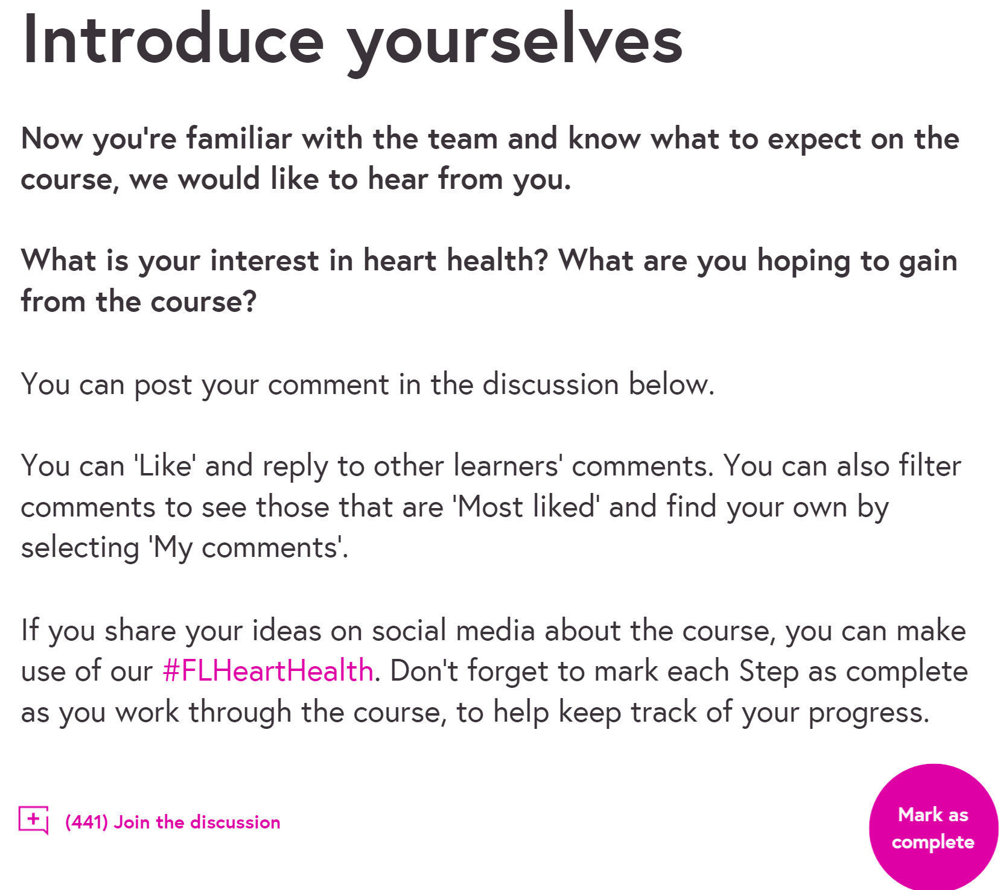 Introduce yourselves
Now you're familiar with the team and know what to expect on the
course, we would like to hear from you.
What is your interest in heart health? What are you hoping to gain
from the course?
You can post your comment in the discussion below.
You can 'Like' and reply to other learners' comments. You can also filter
comments to see those that are 'Most liked' and find your own by
selecting 'My comments'.
If you share your ideas on social media about the course, you can make
use of our #FLHeartHealth. Don't forget to mark each Step as complete
as you work through the course, to help keep track of your progress.
(441) Join the discussion
Mark as
complete